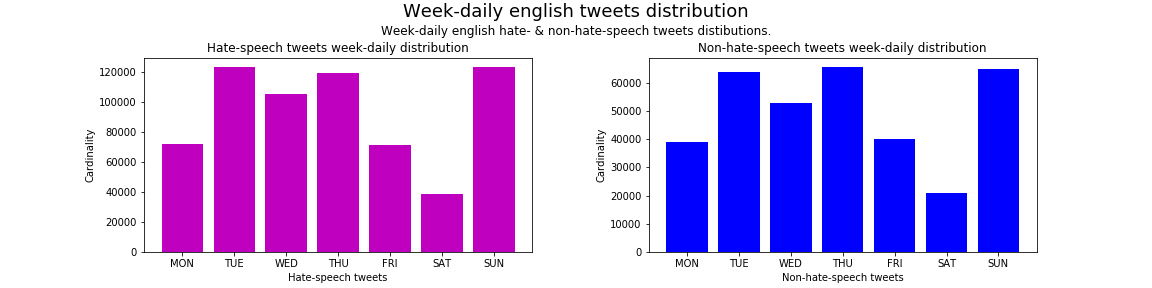 Week-daily english tweets distribution
Week-daily english hate- & non-hate-speech tweets distibutions.
Hate-speech tweets week-daily distribution
120000
100000
80000
60000
40000
20000
0
Cardinality
MON TUE WED THU FRI SAT SUN
Hate-speech tweets
Non-hate-speech tweets week-daily distribution
60000
50000
40000
30000
20000
10000
0
Cardinality
MON TUE WED THU FRI SAT SUN
Non-hate-speech tweets